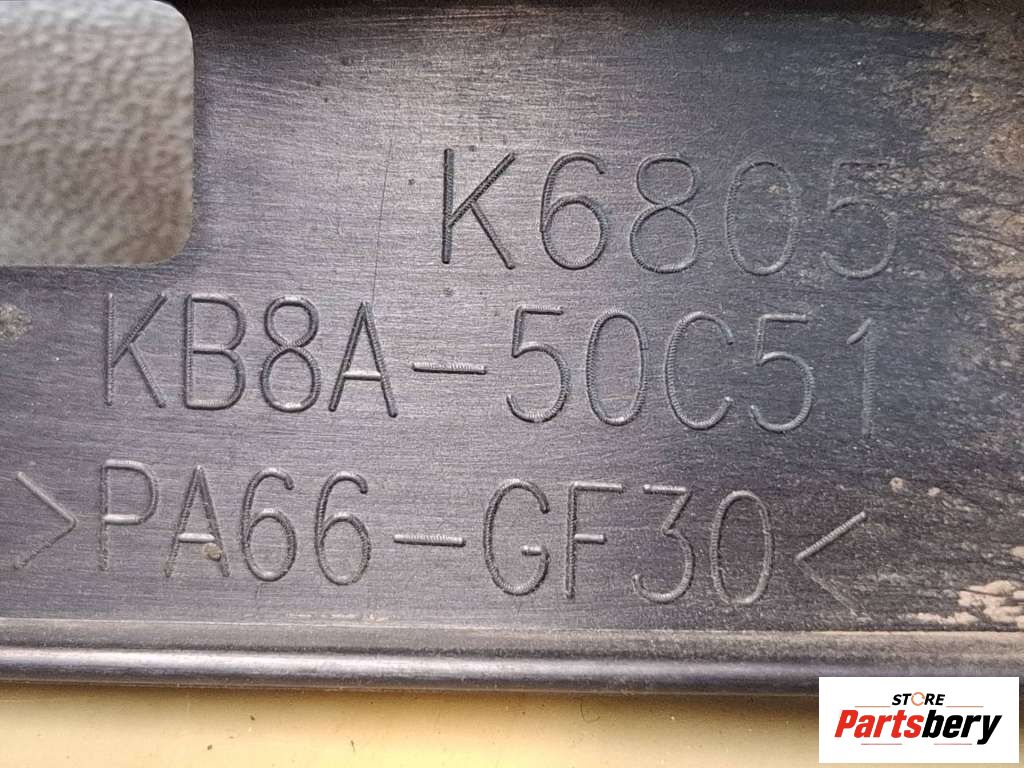 K6805
KB8A-50C51
>PA66-GF30<
STORE
Partsbery